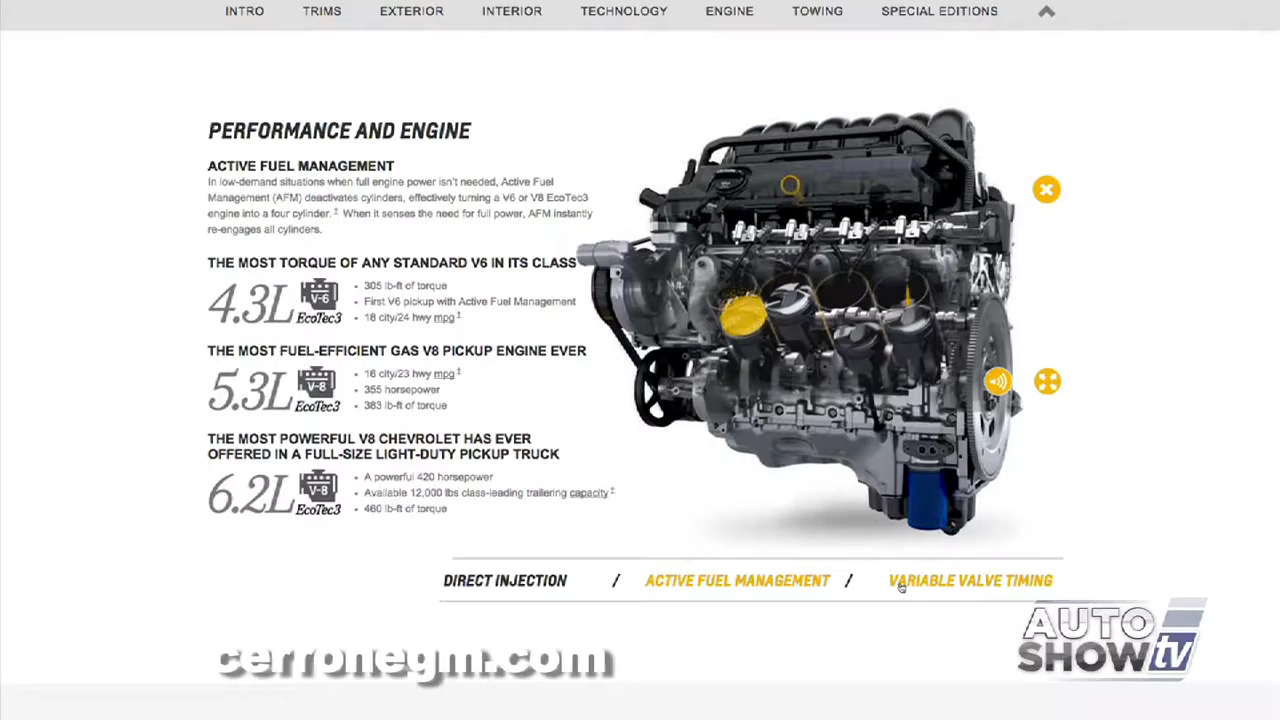 INTRO TRIMS EXTERIOR INTERIOR TECHNOLOGY ENGINE TOWING SPECIAL EDITIONS
PERFORMANCE AND ENGINE
ACTIVE FUEL MANAGEMENT
In low-demand situations when full engine power isn't needed, Active Fuel
Management (AFM) deactivates cylinders, effectively turning a V6 or V8 EcoTec3
engine into a four cylinder.‡ When it senses the need for full power, AFM instantly
re-engages all cylinders.
THE MOST TORQUE OF ANY STANDARD V6 IN ITS CLASS
4.3L V-6 EcoTec3
• 305 lb-ft of torque
• First V6 pickup with Active Fuel Management
• 18 city/24 hwy mpg‡
THE MOST FUEL-EFFICIENT GAS V8 PICKUP ENGINE EVER
5.3L V-8 EcoTec3
• 16 city/23 hwy mpg‡
• 355 horsepower
• 383 lb-ft of torque
THE MOST POWERFUL V8 CHEVROLET HAS EVER
OFFERED IN A FULL-SIZE LIGHT-DUTY PICKUP TRUCK
6.2L V-8 EcoTec3
• A powerful 420 horsepower
• Available 12,000 lbs class-leading trailering capacity‡
• 460 lb-ft of torque
DIRECT INJECTION / ACTIVE FUEL MANAGEMENT / VARIABLE VALVE TIMING
cerronegm.com
AUTO
SHOW tv